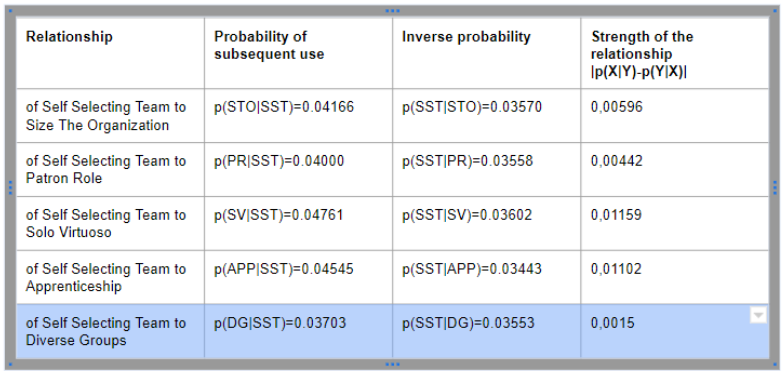 Relationship
Probability of
subsequent use
Inverse probability
Strength of the
relationship
|p(X|Y)-p(Y|X)|
of Self Selecting Team to
Size The Organization
p(STO|SST)=0.04166
p(SST|STO)=0.03570
0,00596
of Self Selecting Team to
Patron Role
p(PR|SST)=0.04000
p(SST|PR)=0.03558
0,00442
of Self Selecting Team to
Solo Virtuoso
p(SV|SST)=0.04761
p(SST|SV)=0.03602
0,01159
of Self Selecting Team to
Apprenticeship
p(APP|SST)=0.04545
p(SST|APP)=0.03443
0,01102
of Self Selecting Team to
Diverse Groups
p(DG|SST)=0.03703
p(SST|DG)=0.03553
0,0015